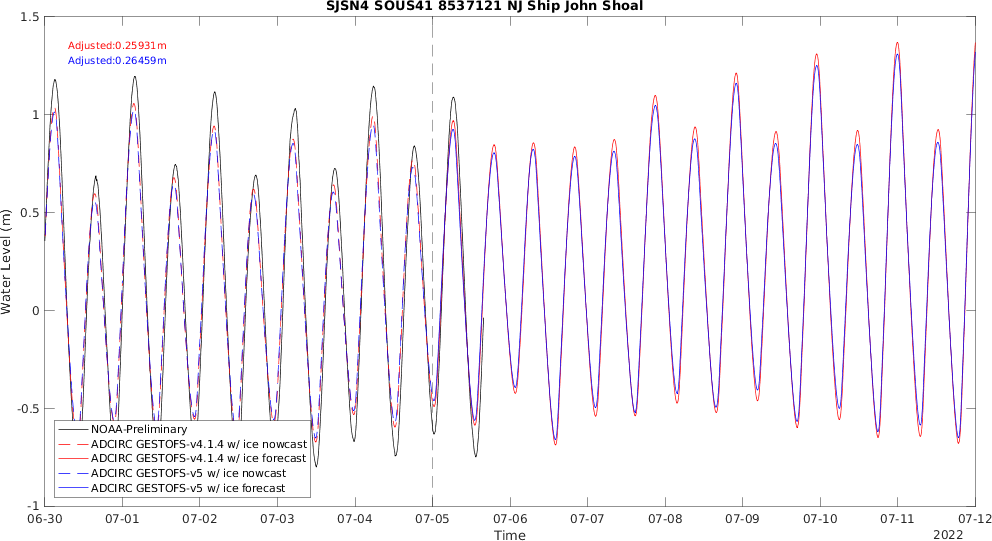 SJSN4 SOUS41 8537121 NJ Ship John Shoal
Adjusted:0.25931m
Adjusted:0.26459m
Water Level (m)
1.5
1
0.5
0
-0.5
-1
NOAA-Preliminary
ADCIRC GESTOFS-v4.1.4 w/ ice nowcast
ADCIRC GESTOFS-v4.1.4 w/ ice forecast
ADCIRC GESTOFS-v5 w/ ice nowcast
ADCIRC GESTOFS-v5 w/ ice forecast
06-30 07-01 07-02 07-03 07-04 07-05 07-06 07-07 07-08 07-09 07-10 07-11 07-12
Time
2022